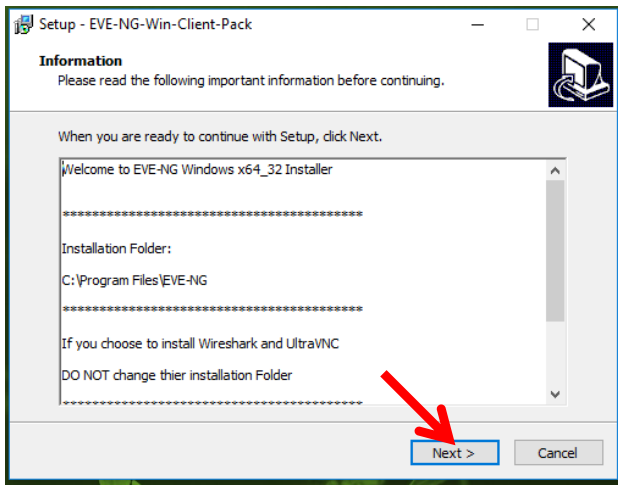 Setup - EVE-NG-Win-Client-Pack
Information
Please read the following important information before continuing.
When you are ready to continue with Setup, click Next.
Welcome to EVE-NG Windows x64_32 Installer
*****************************************
Installation Folder:
C:\Program Files\EVE-NG
*****************************************
If you choose to install Wireshark and UltraVNC
DO NOT change thier installation Folder
*****************************************
Next >
Cancel